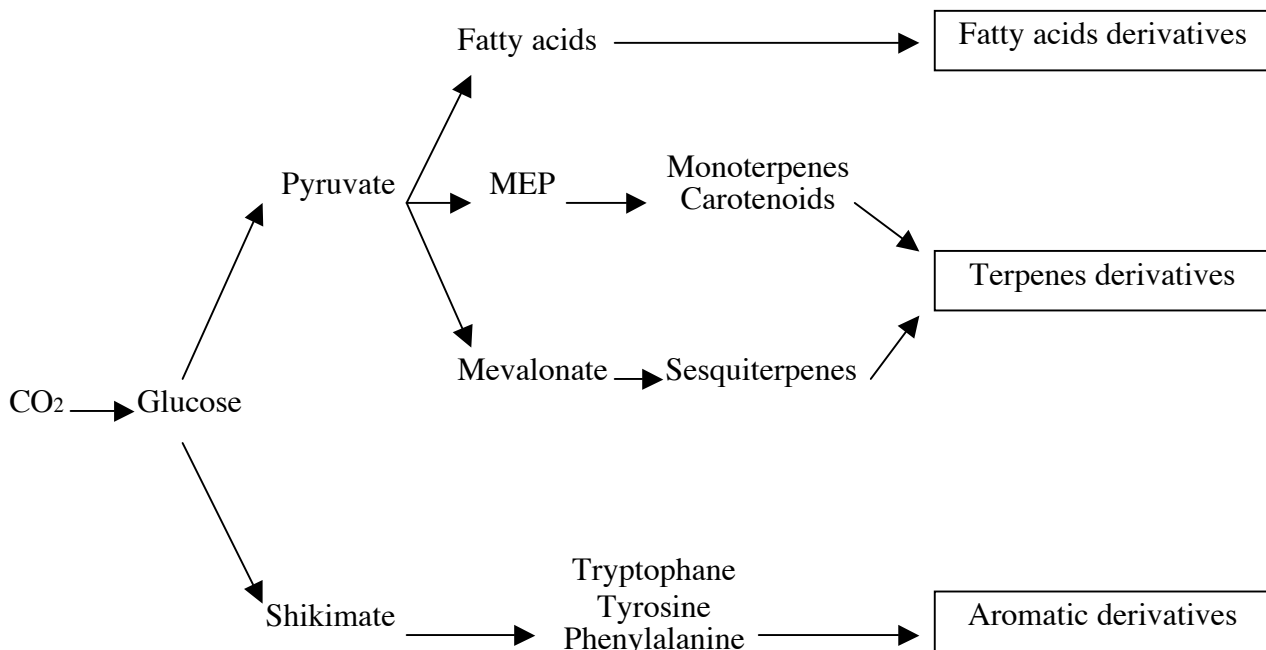 Fatty acids
Fatty acids derivatives
Pyruvate
MEP
Monoterpenes
Carotenoids
Terpenes derivatives
Mevalonate
Sesquiterpenes
CO2
Glucose
Shikimate
Tryptophane
Tyrosine
Phenylalanine
Aromatic derivatives